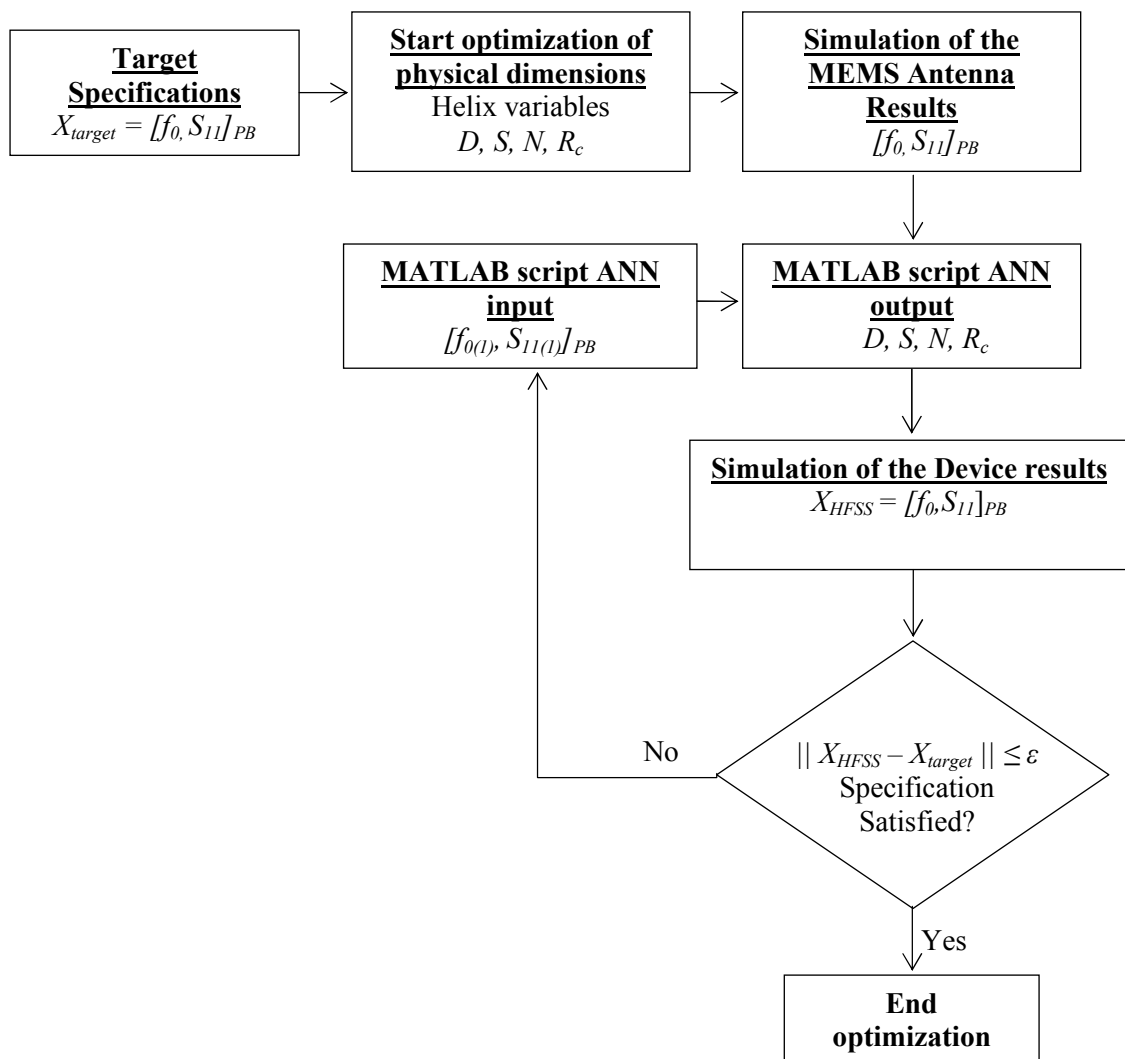 Target
Specifications
X_target = [f_0, S_11]_PB
Start optimization of
physical dimensions
Helix variables
D, S, N, R_c
Simulation of the
MEMS Antenna
Results
[f_0, S_11]_PB
MATLAB script ANN
input
[f_0(1), S_11(1)]_PB
MATLAB script ANN
output
D, S, N, R_c
Simulation of the Device results
X_HFSS = [f_0,S_11]_PB
|| X_HFSS – X_target || ≤ ε
Specification
Satisfied?
No
Yes
End
optimization